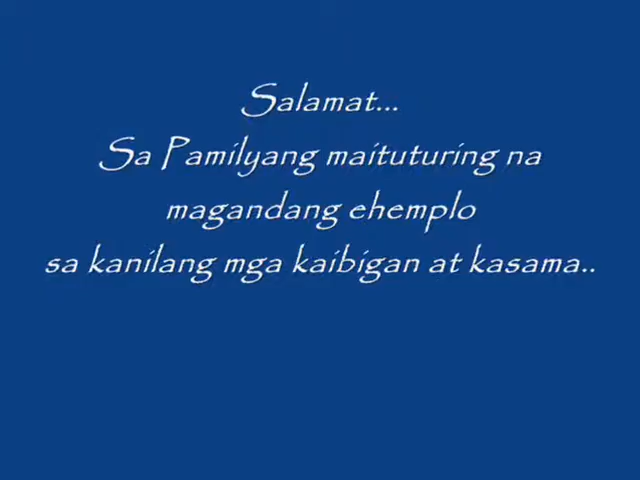 Salamat...
Sa Pamilyang maituturing na
magandang ehemplo
sa kanilang mga kaibigan at kasama..